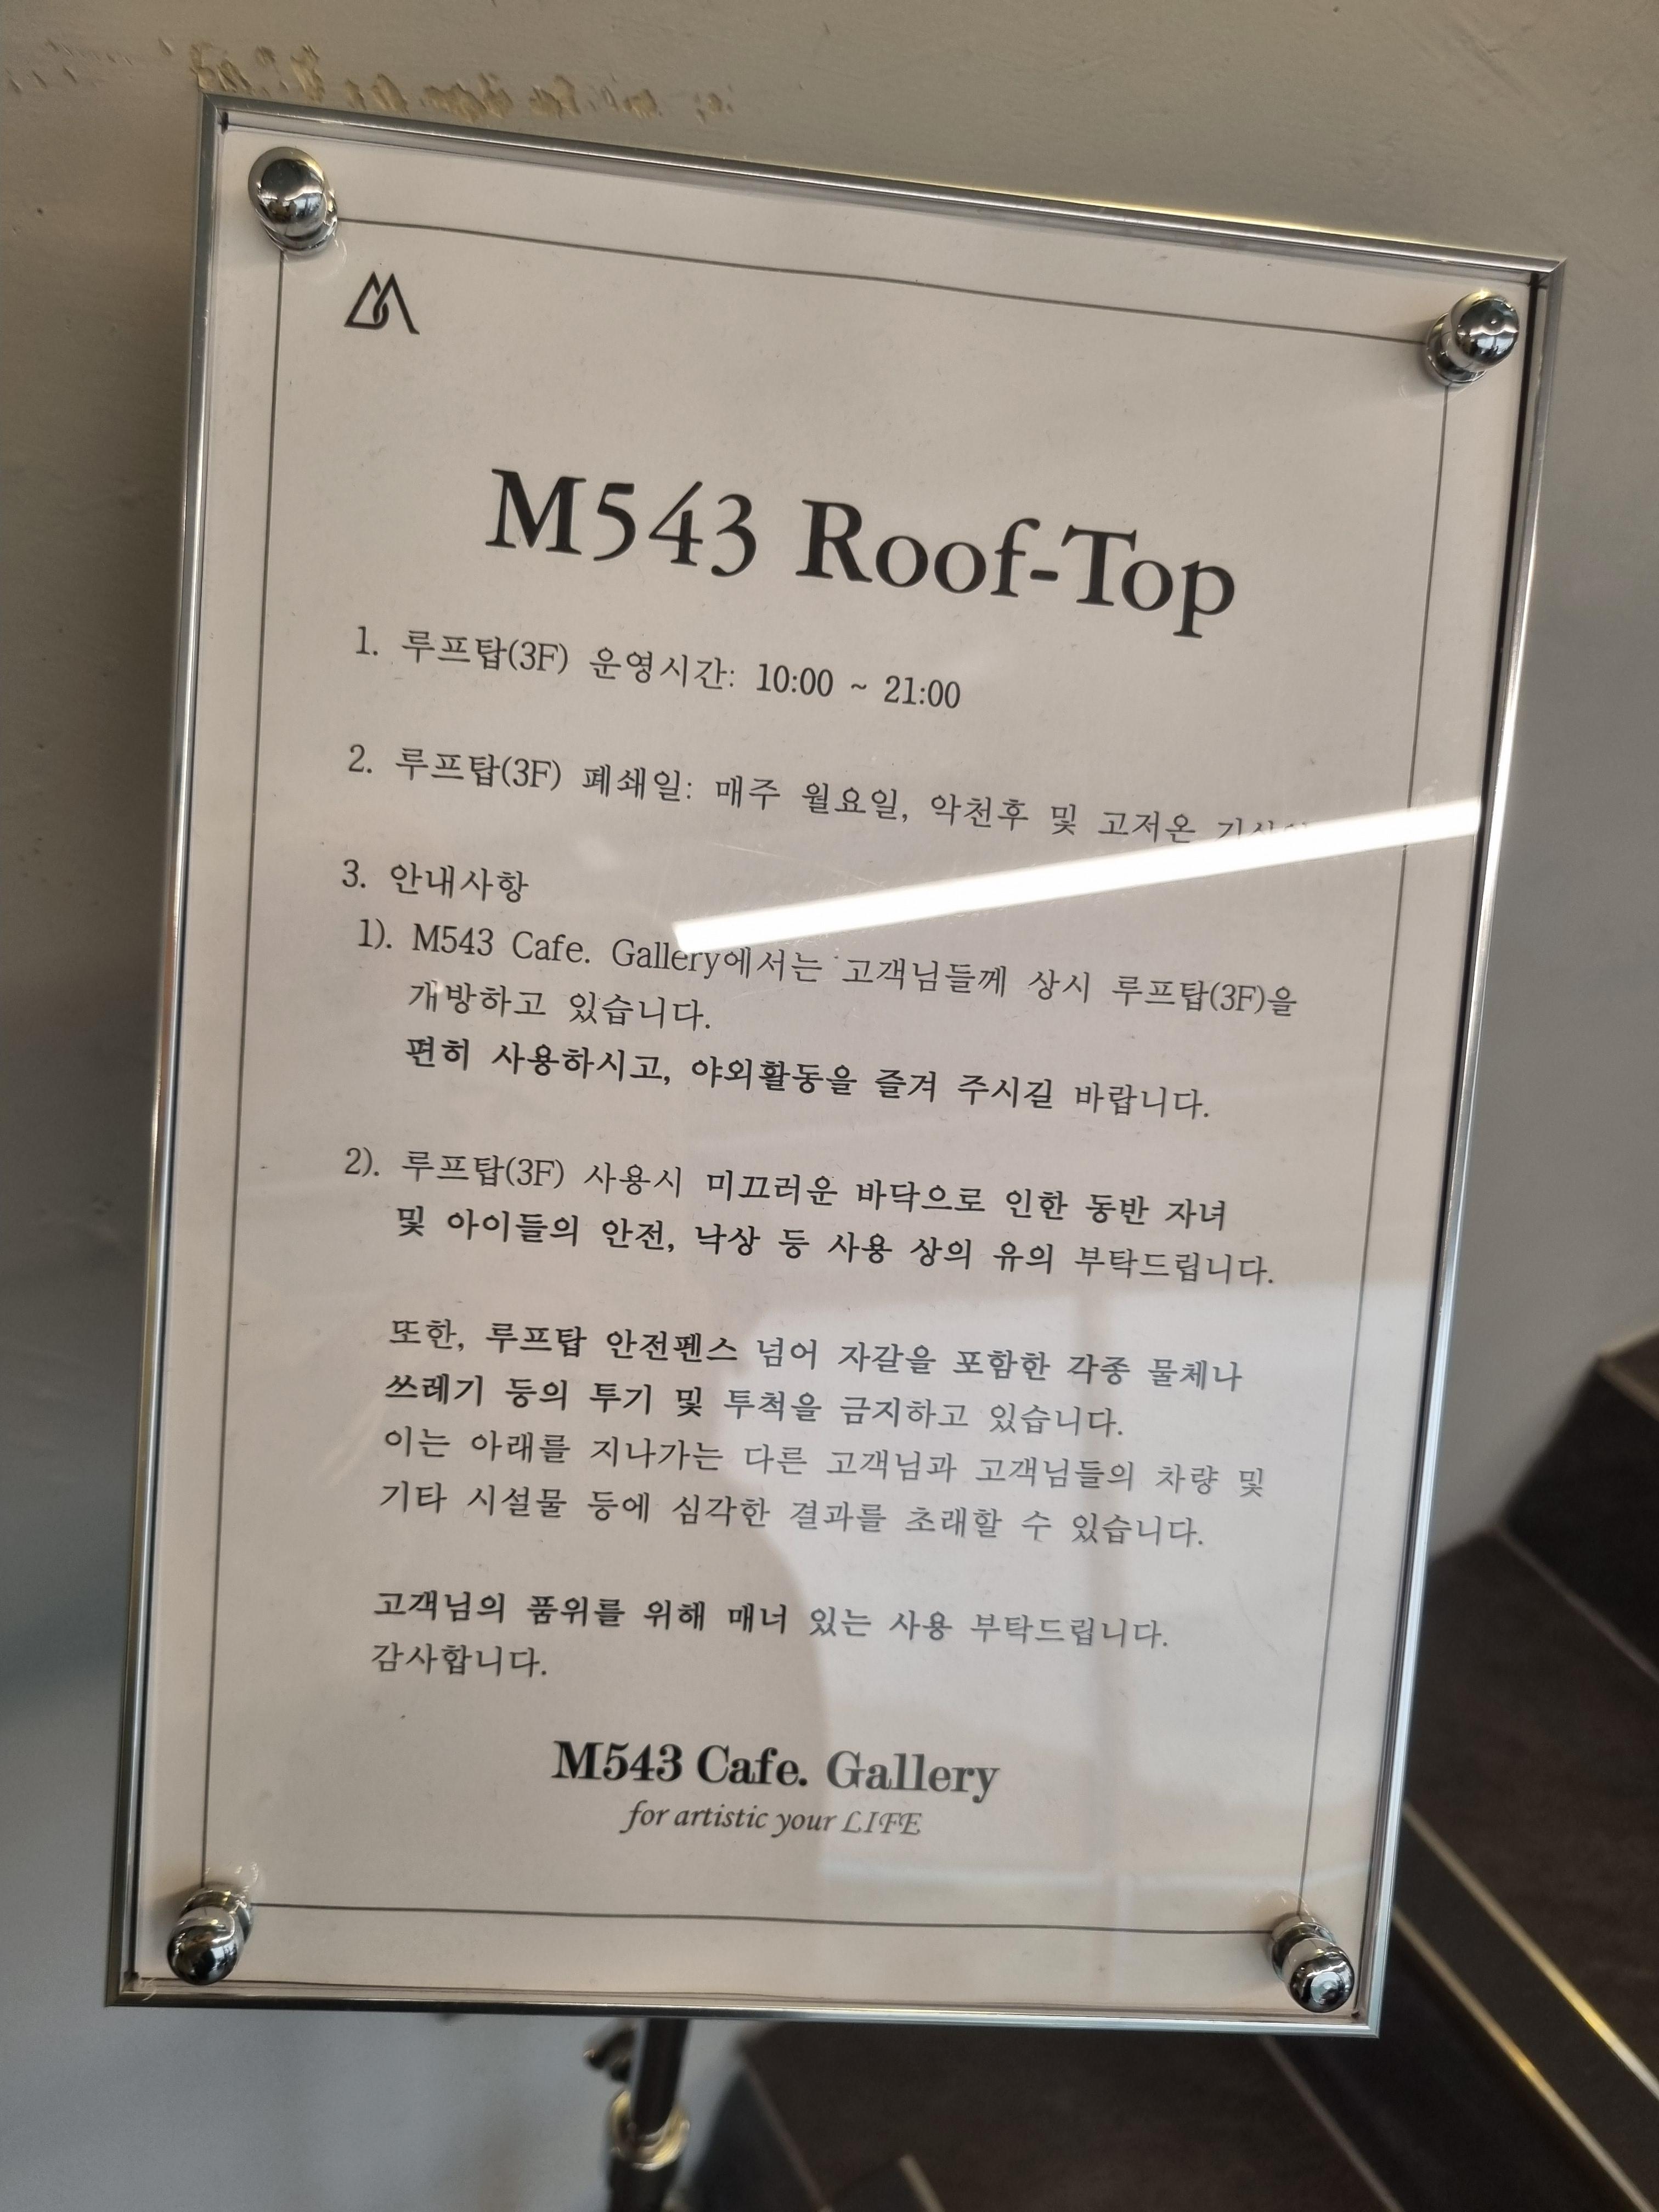 M543 Roof-Top
1. 루프탑(3F) 운영시간: 10:00 ~ 21:00
2. 루프탑(3F) 폐쇄일: 매주 월요일, 악천후 및 고저온
3. 안내사항
1). M543 Cafe. Gallery에서는 고객님들께 상시 루프탑(3F)을
개방하고 있습니다.
편히 사용하시고, 야외활동을 즐겨 주시길 바랍니다.
2). 루프탑(3F) 사용시 미끄러운 바닥으로 인한 동반 자녀
및 아이들의 안전, 낙상 등 사용 상의 유의 부탁드립니다.
또한, 루프탑 안전펜스 넘어 자갈을 포함한 각종 물체나
쓰레기 등의 투기 및 투척을 금지하고 있습니다.
이는 아래를 지나가는 다른 고객님과 고객님들의 차량 및
기타 시설물 등에 심각한 결과를 초래할 수 있습니다.
고객님의 품위를 위해 매너 있는 사용 부탁드립니다.
감사합니다.
M543 Cafe. Gallery
for artistic your LIFE